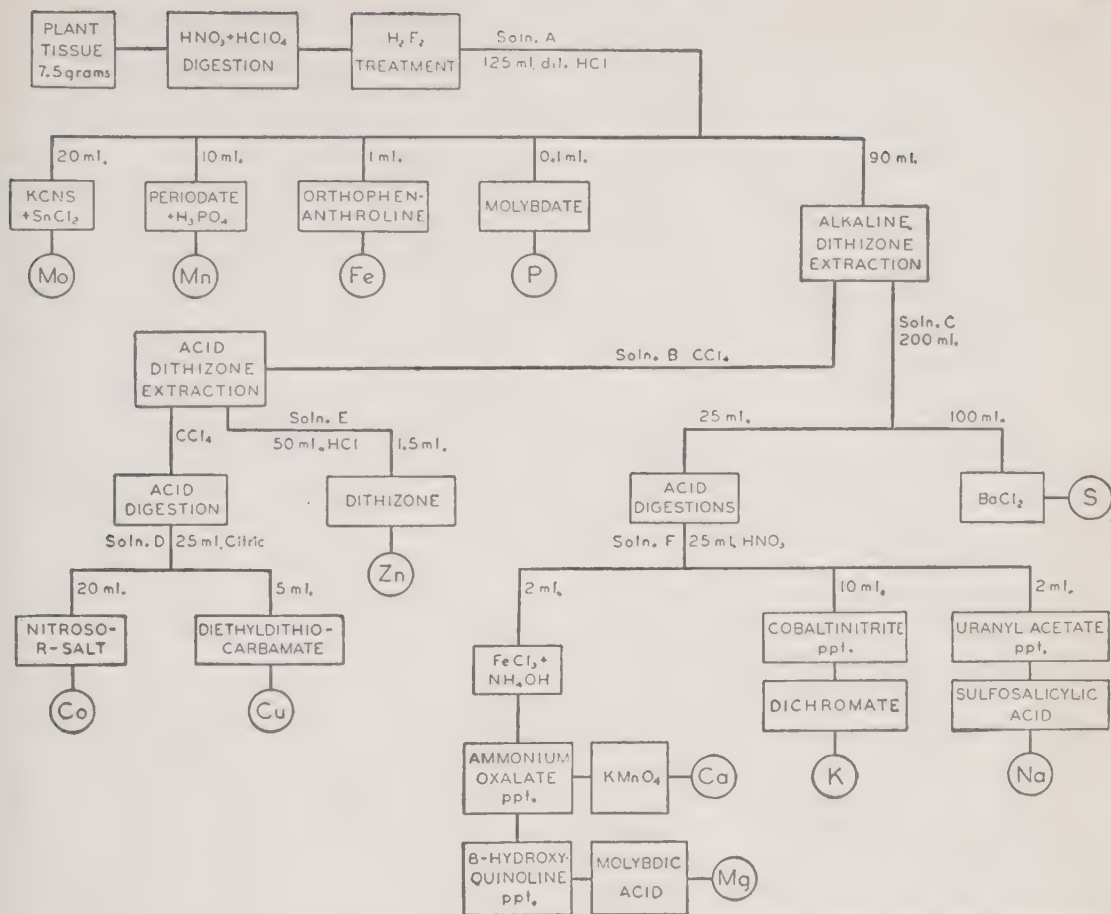 PLANT
TISSUE
7.5 grams
HNO₃+HClO₄
DIGESTION
H₂F₂
TREATMENT
Soln. A
125 ml. dil. HCl
20 ml.
10 ml.
1 ml.
0.1 ml.
90 ml.
KCNS
+SnCl₂
PERIODATE
+H₃PO₄
ORTHOPHEN-
ANTHROLINE
MOLYBDATE
ALKALINE
DITHIZONE
EXTRACTION
Mo
Mn
Fe
P
Soln. C
200 ml.
ACID
DITHIZONE
EXTRACTION
Soln. B CCl₄
CCl₄
Soln. E
50 ml. HCl
1.5 ml.
25 ml.
100 ml.
ACID
DIGESTION
DITHIZONE
ACID
DIGESTIONS
BaCl₂
S
Soln. D
25 ml. Citric
Zn
Soln. F
25 ml. HNO₃
20 ml.
5 ml.
2 ml.
10 ml.
2 ml.
NITROSO-
R-SALT
DIETHYLDITHIO-
CARBAMATE
FeCl₃+
NH₄OH
COBALTINITRITE
ppt.
URANYL ACETATE
ppt.
Co
Cu
DICHROMATE
SULFOSALICYLIC
ACID
AMMONIUM
OXALATE
ppt.
KMnO₄
Ca
K
Na
8-HYDROXY-
QUINOLINE
ppt.
MOLYBDIC
ACID
Mg